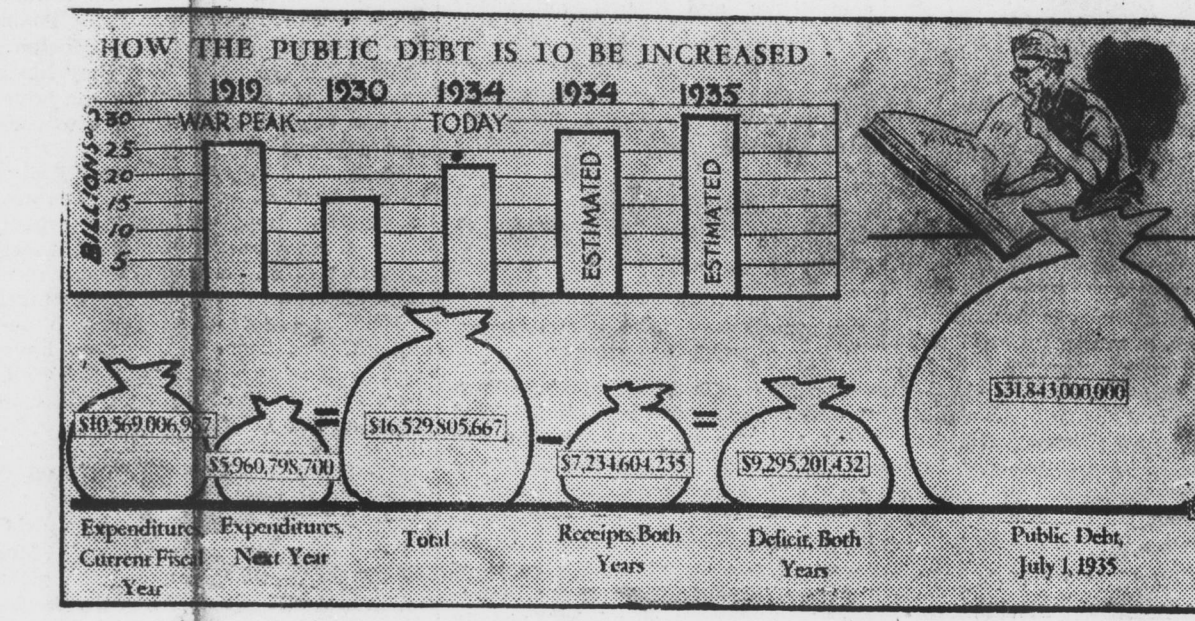 HOW THE PUBLIC DEBT IS TO BE INCREASED
1919 1930 1934 1934 1935
WAR PEAK TODAY
BILLIONS
30
25
20
15
10
5
ESTIMATED
ESTIMATED
$31,843,000,000
$10,569,006,967
$5,960,798,700
=
$16,529,805,667
-
$7,234,604,235
=
$9,295,201,432
Expenditures, Current Fiscal Year
Expenditures, Next Year
Total
Receipts, Both Years
Deficit, Both Years
Public Debt, July 1, 1935